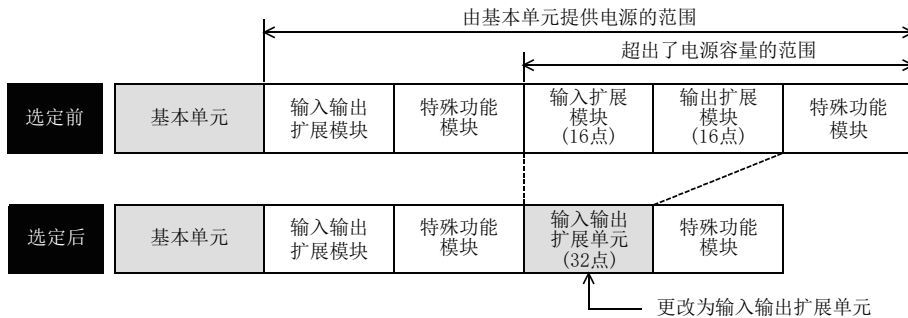 由基本单元提供电源的范围
超出了电源容量的范围
选定前
基本单元
输入输出
扩展模块
特殊功能
模块
输入扩展
模块
(16点)
输出扩展
模块
(16点)
特殊功能
模块
选定后
基本单元
输入输出
扩展模块
特殊功能
模块
输入输出
扩展单元
(32点)
特殊功能
模块
更改为输入输出扩展单元